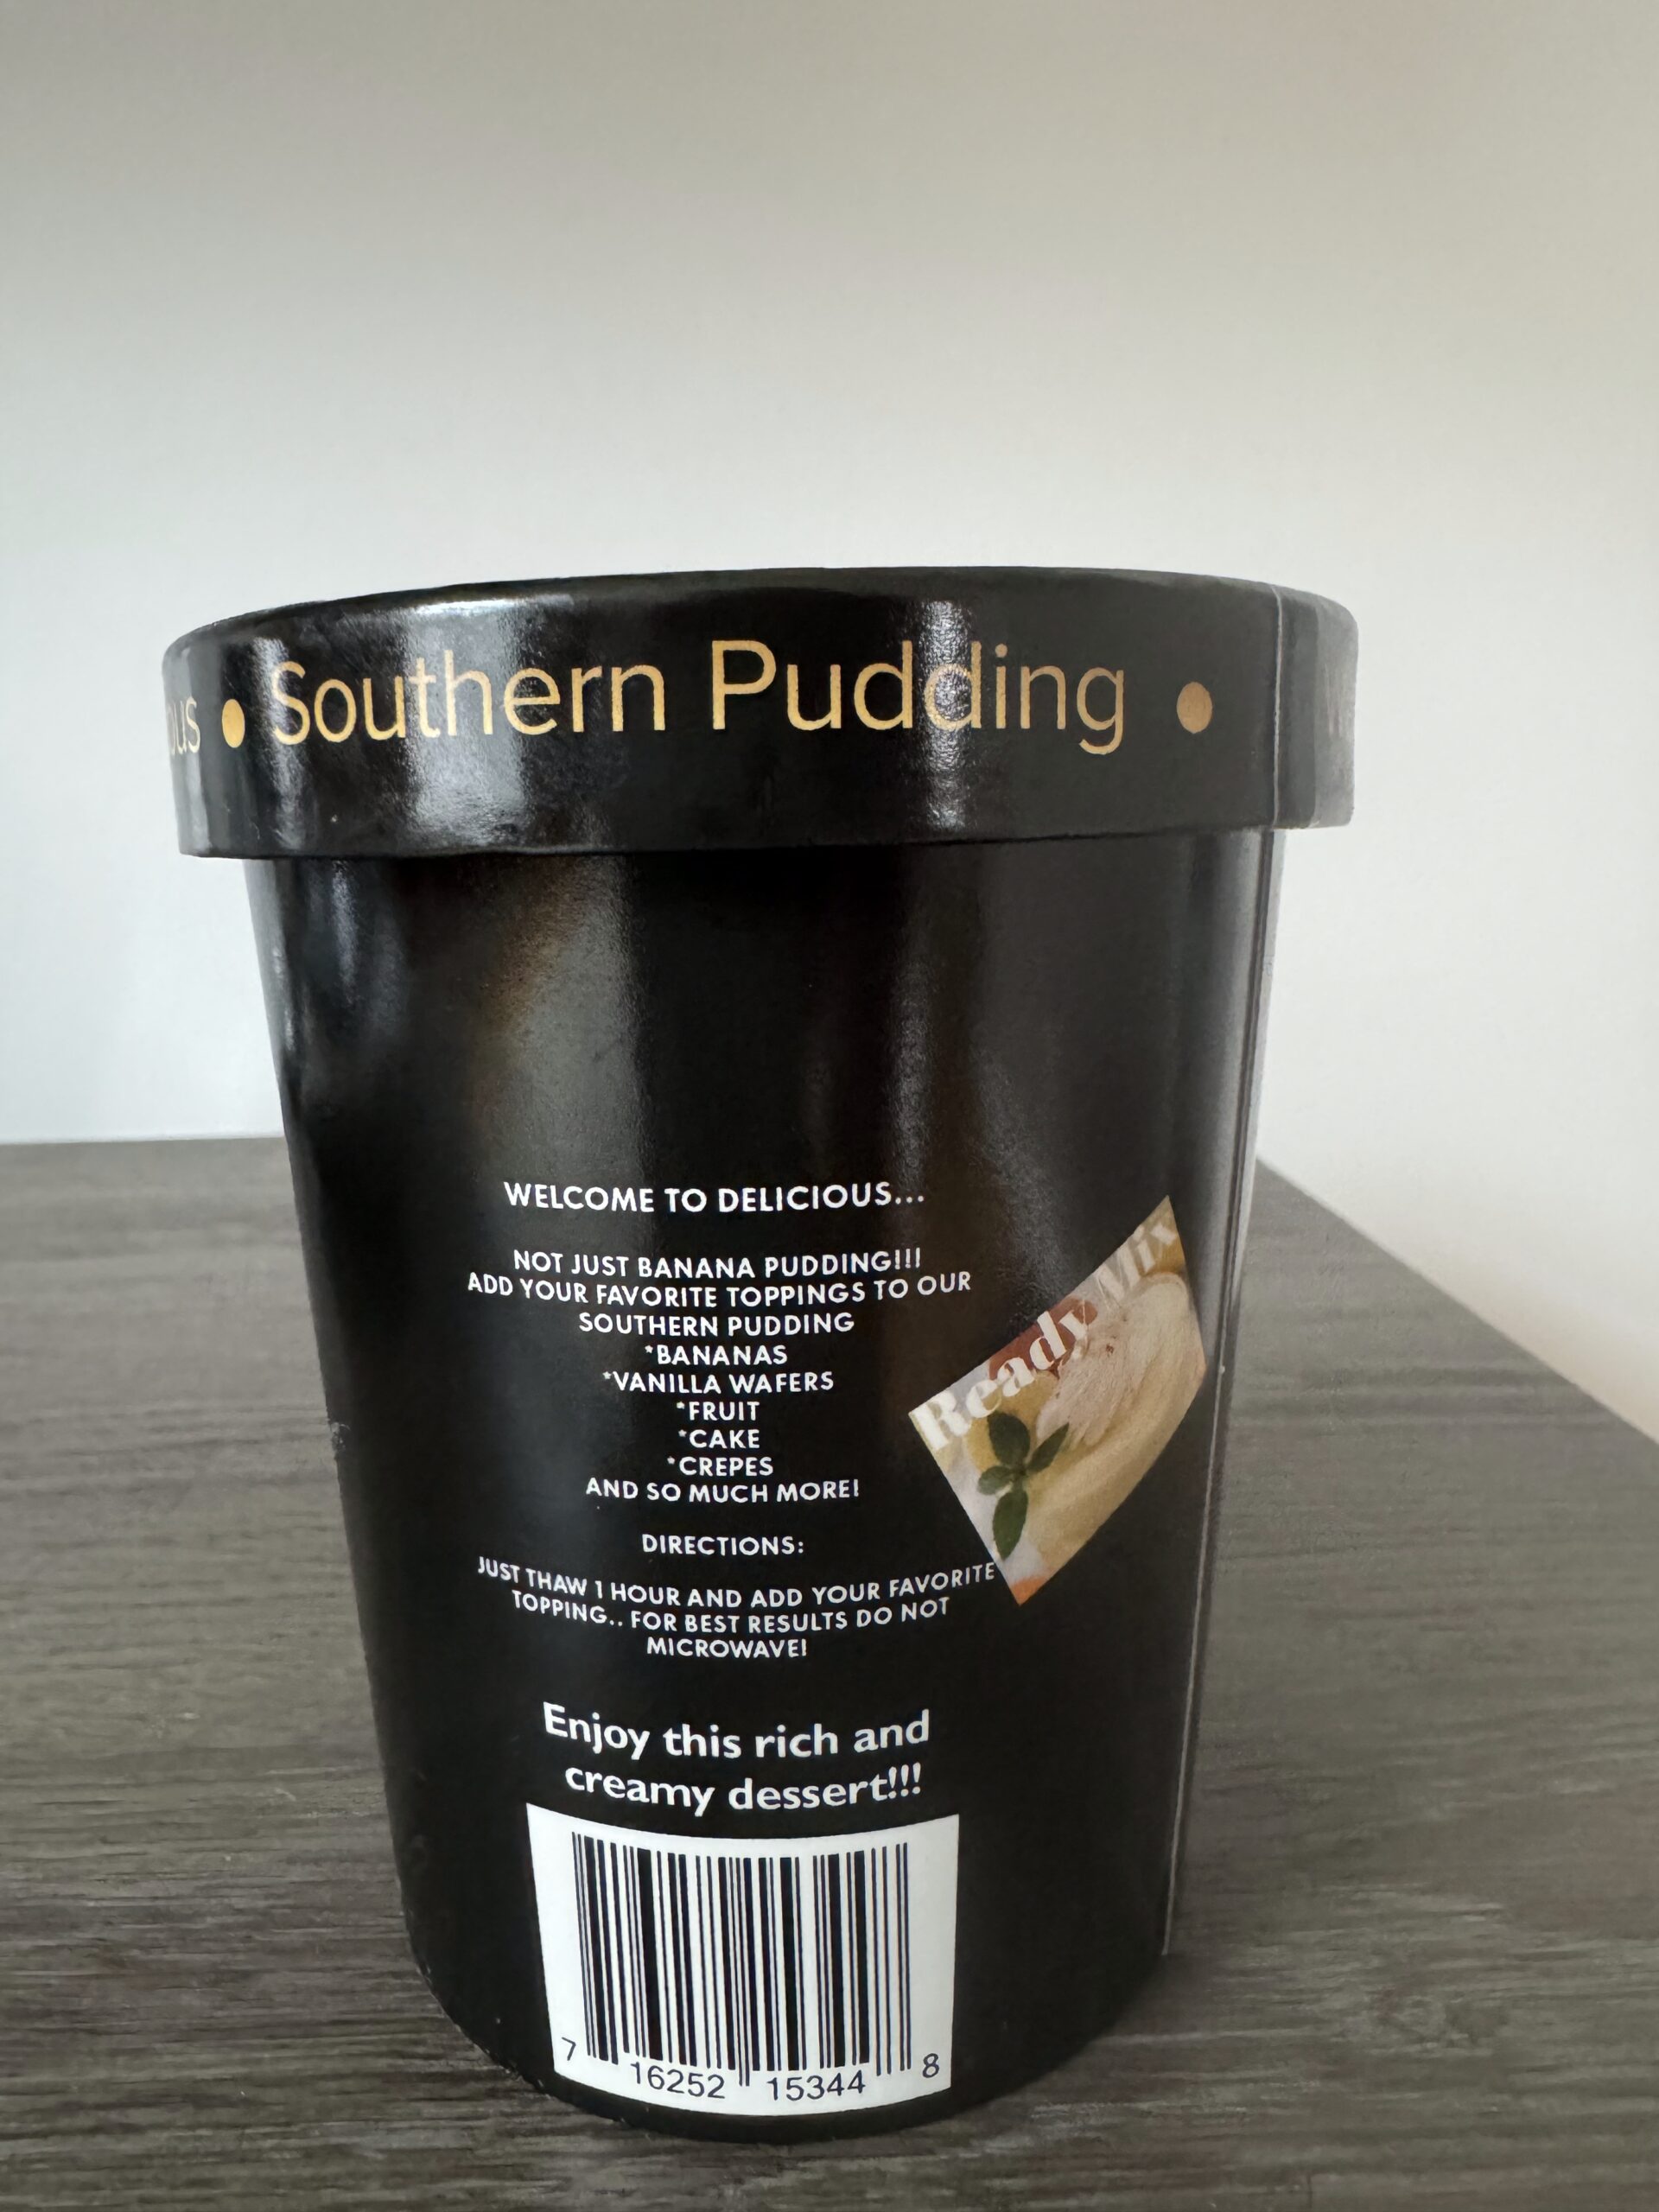 • Southern Pudding •
WELCOME TO DELICIOUS...
NOT JUST BANANA PUDDING!!!
ADD YOUR FAVORITE TOPPINGS TO OUR
SOUTHERN PUDDING
*BANANAS
*VANILLA WAFERS
*FRUIT
*CAKE
*CREPES
AND SO MUCH MORE!
Ready Mix
DIRECTIONS:
JUST THAW 1 HOUR AND ADD YOUR FAVORITE
TOPPING.. FOR BEST RESULTS DO NOT
MICROWAVE!
Enjoy this rich and
creamy dessert!!!
7 16252 15344 8